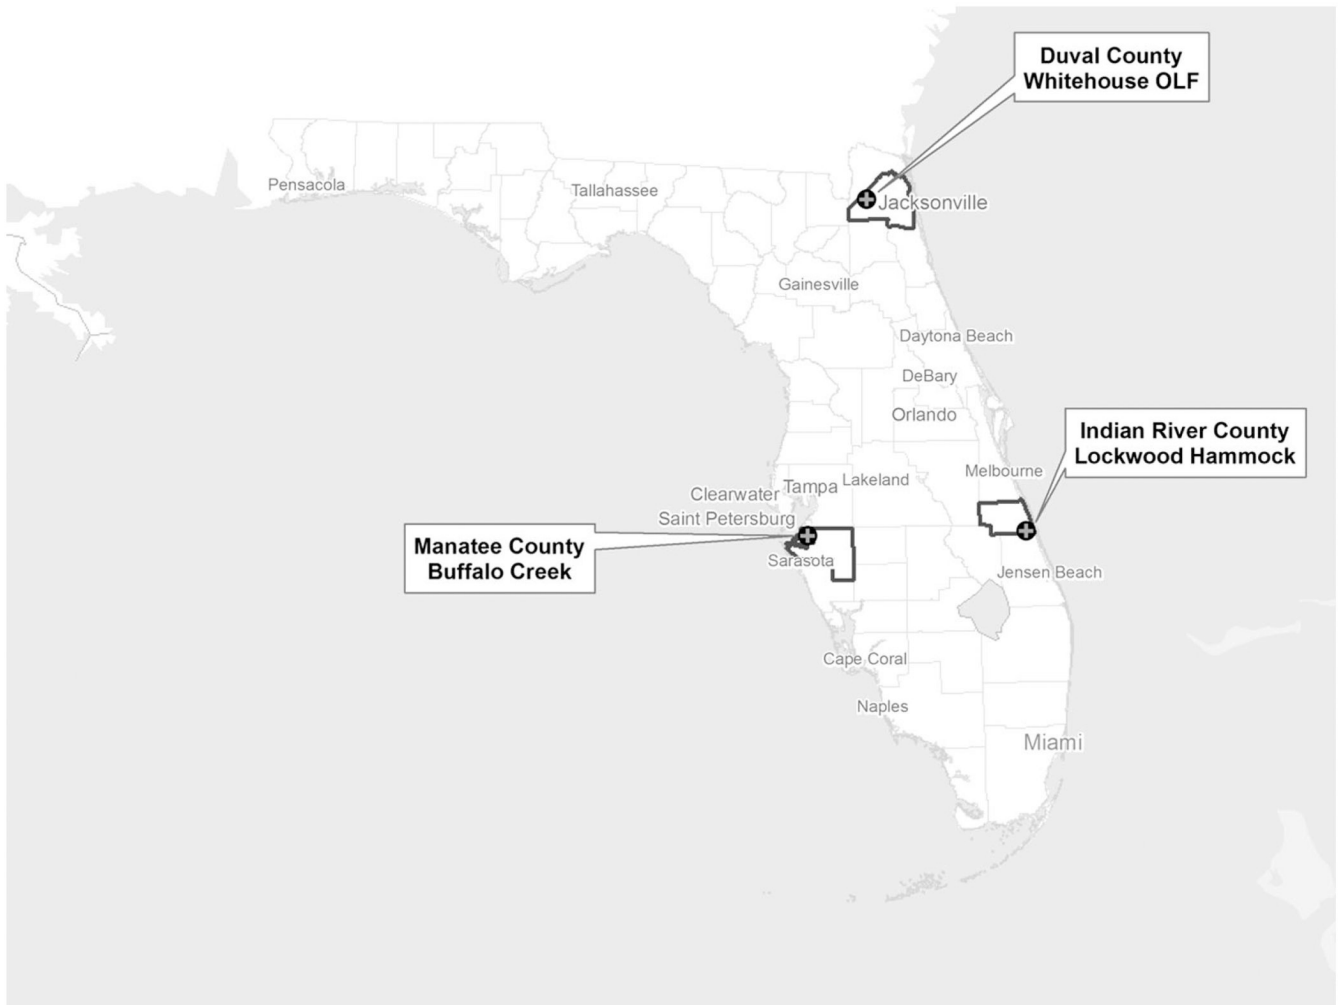 Duval County
Whitehouse OLF
Pensacola
Tallahassee
Jacksonville
Gainesville
Daytona Beach
DeBary
Orlando
Indian River County
Lockwood Hammock
Melbourne
Clearwater
Tampa
Lakeland
Saint Petersburg
Manatee County
Buffalo Creek
Sarasota
Jensen Beach
Cape Coral
Naples
Miami